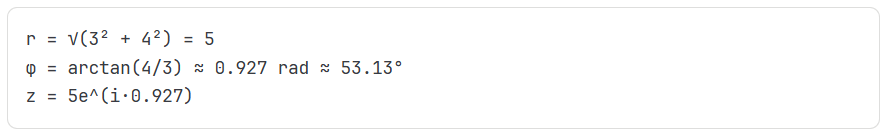 r = √(3² + 4²) = 5
φ = arctan(4/3) ≈ 0.927 rad ≈ 53.13°
z = 5e^(i·0.927)